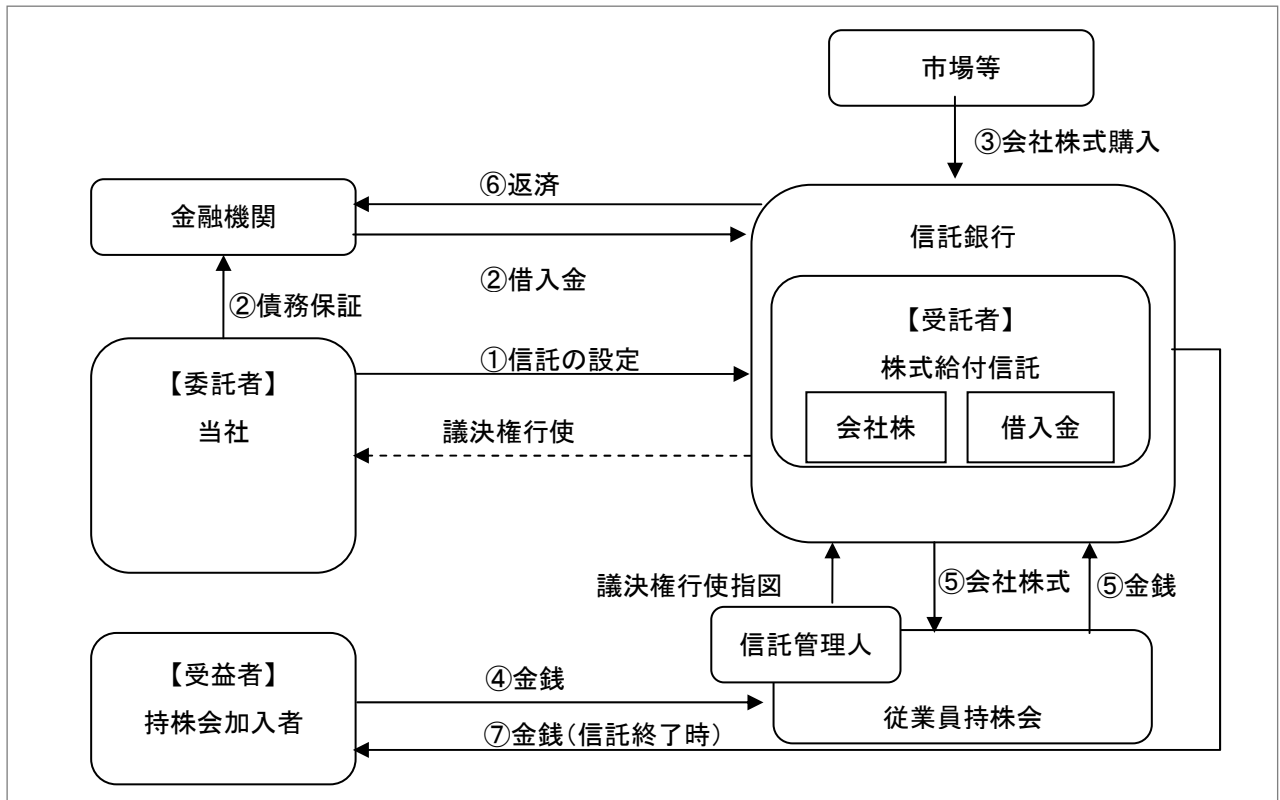 市場等
③会社株式購入
⑥返済
金融機関
信託銀行
②借入金
②債務保証
【受託者】
①信託の設定
株式給付信託
【委託者】
当社
会社株
借入金
議決権行使
議決権行使指図
⑤会社株式
⑤金銭
信託管理人
【受益者】
④金銭
持株会加入者
従業員持株会
⑦金銭(信託終了時)